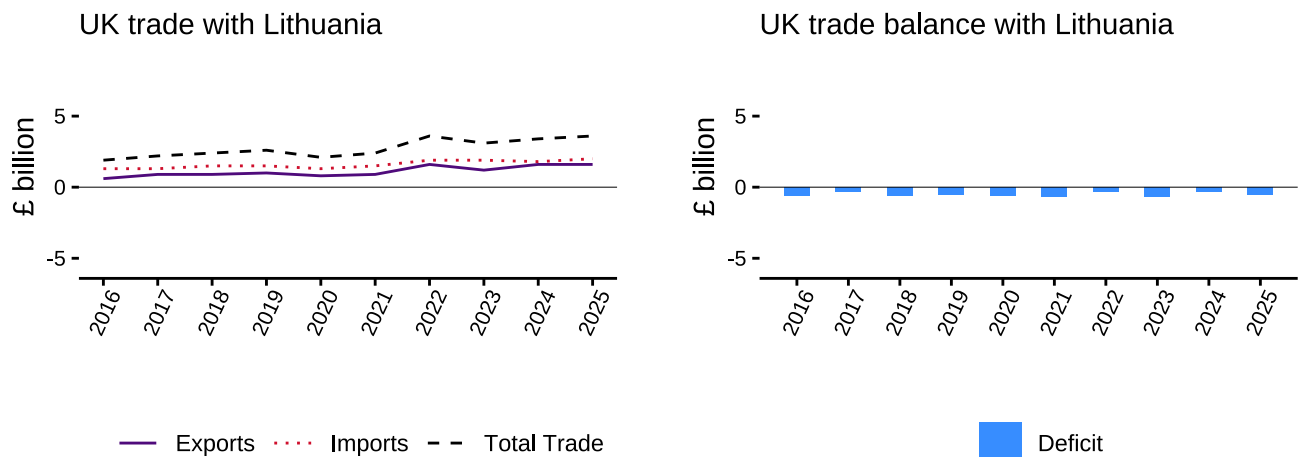 UK trade with Lithuania
£ billion
5
0
-5
2016 2017 2018 2019 2020 2021 2022 2023 2024 2025
Exports Imports Total Trade
UK trade balance with Lithuania
£ billion
5
0
-5
2016 2017 2018 2019 2020 2021 2022 2023 2024 2025
Deficit